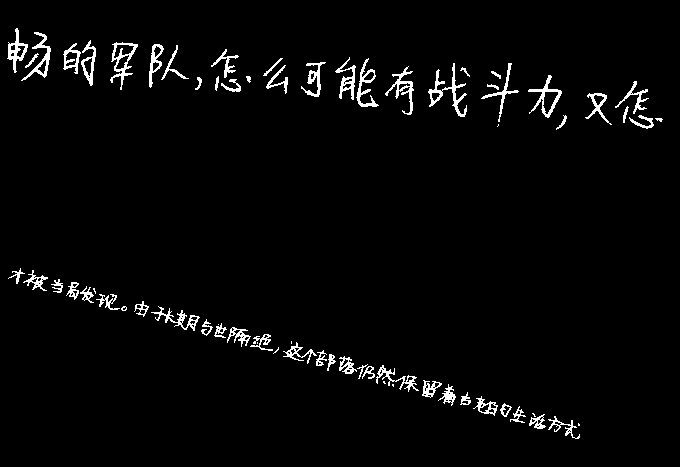 畅的军队,怎么可能有战斗力,又怎
才被当局发现。由于长期与世隔绝,这个部落仍然保留着古老的生活方式